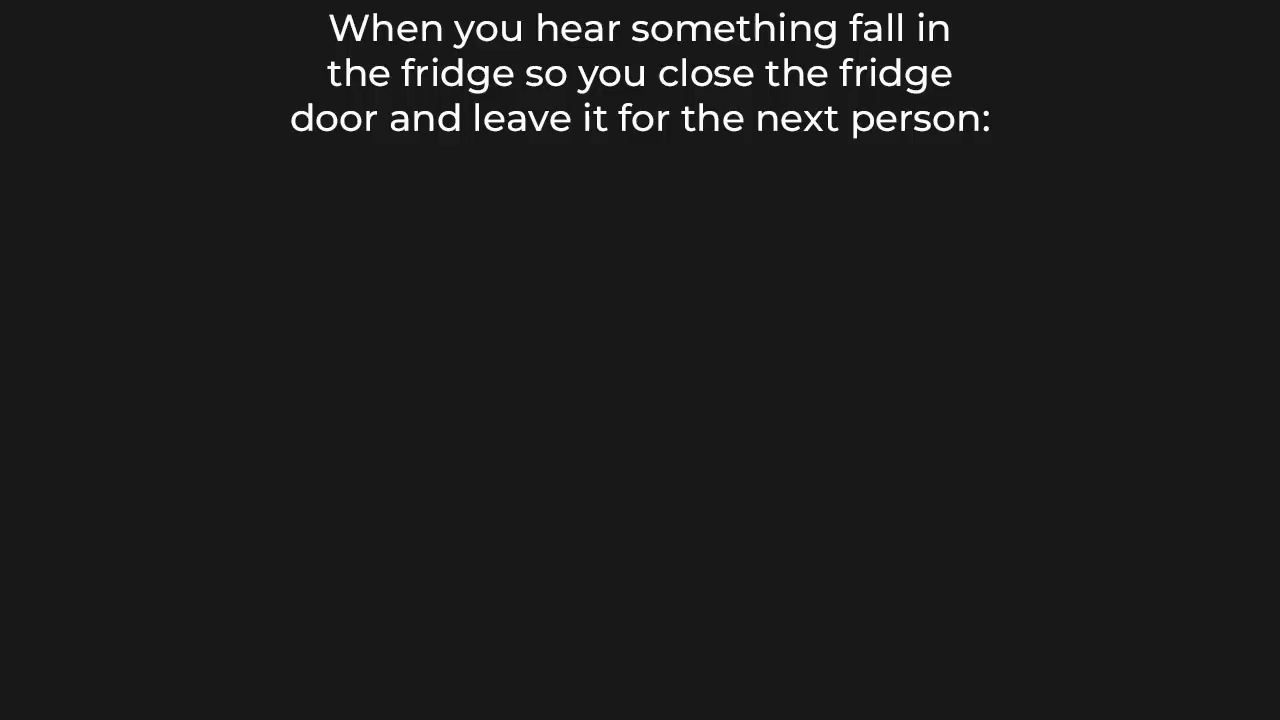 When you hear something fall in
the fridge so you close the fridge
door and leave it for the next person: